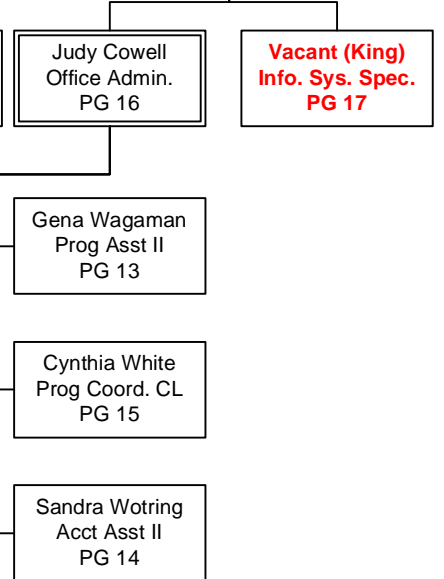 Judy Cowell
Office Admin.
PG 16
Vacant (King)
Info. Sys. Spec.
PG 17
Gena Wagaman
Prog Asst II
PG 13
Cynthia White
Prog Coord. CL
PG 15
Sandra Wotring
Acct Asst II
PG 14